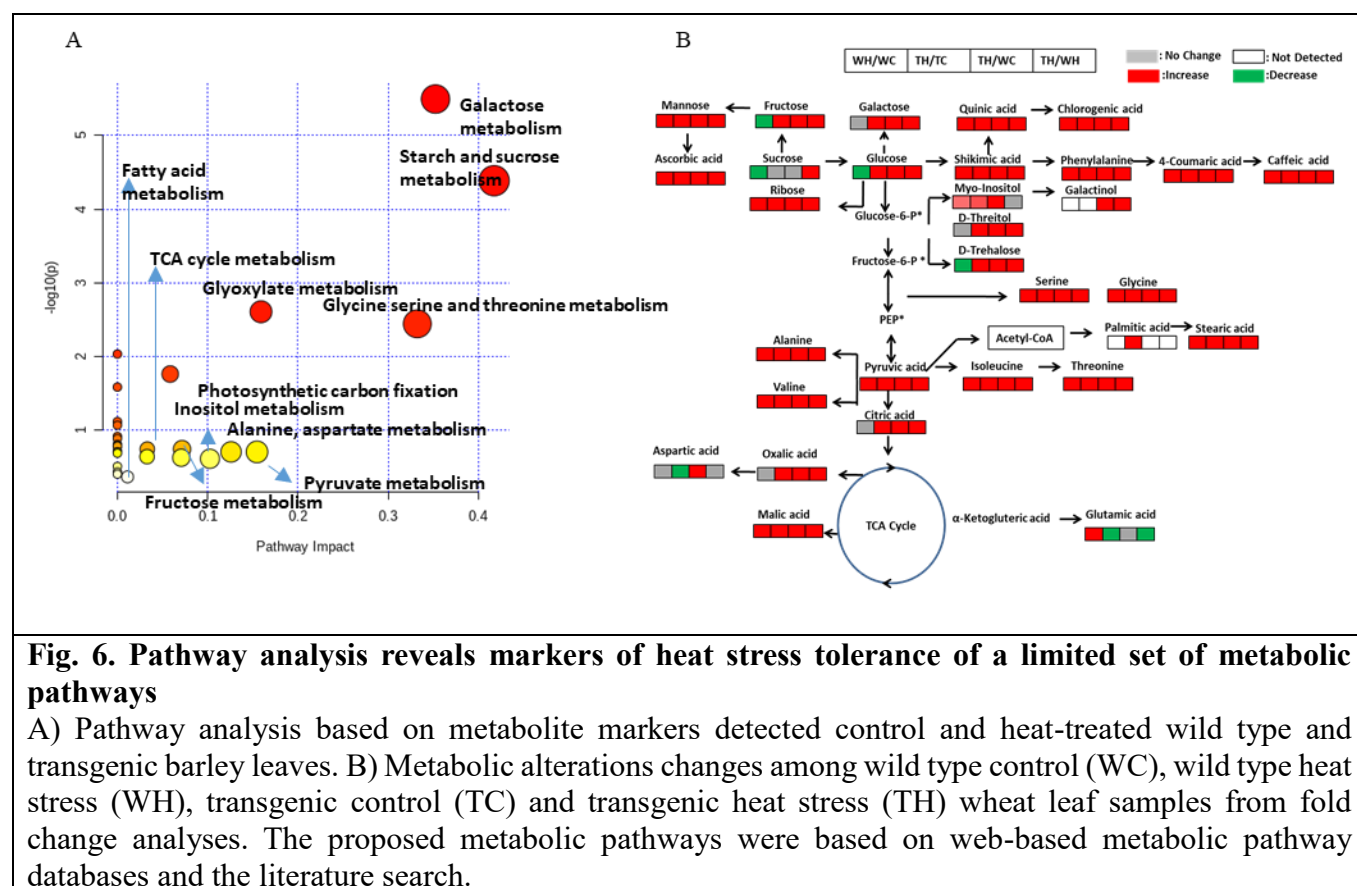 A
Galactose
metabolism
Starch and sucrose
metabolism
Fatty acid
metabolism
TCA cycle metabolism
Glyoxylate metabolism
Glycine serine and threonine metabolism
Photosynthetic carbon fixation
Inositol metabolism
Alanine, aspartate metabolism
Pyruvate metabolism
Fructose metabolism
-log10(p)
5
4
3
2
1
0.0 0.1 0.2 0.3 0.4
Pathway Impact
B
WH/WC TH/TC TH/WC TH/WH
: No Change : Not Detected
:Increase :Decrease
Mannose Fructose Galactose Quinic acid Chlorogenic acid
Ascorbic acid Sucrose Glucose Shikimic acid Phenylalanine 4-Coumaric acid Caffeic acid
Ribose Myo-Inositol Galactinol
Glucose-6-P* D-Threitol
Fructose-6-P * D-Trehalose
Serine Glycine
PEP*
Acetyl-CoA Palmitic acid Stearic acid
Alanine Pyruvic acid Isoleucine Threonine
Valine
Citric acid
Aspartic acid Oxalic acid
Malic acid TCA Cycle α-Ketogluteric acid Glutamic acid
Fig. 6. Pathway analysis reveals markers of heat stress tolerance of a limited set of metabolic
pathways
A) Pathway analysis based on metabolite markers detected control and heat-treated wild type and
transgenic barley leaves. B) Metabolic alterations changes among wild type control (WC), wild type heat
stress (WH), transgenic control (TC) and transgenic heat stress (TH) wheat leaf samples from fold
change analyses. The proposed metabolic pathways were based on web-based metabolic pathway
databases and the literature search.